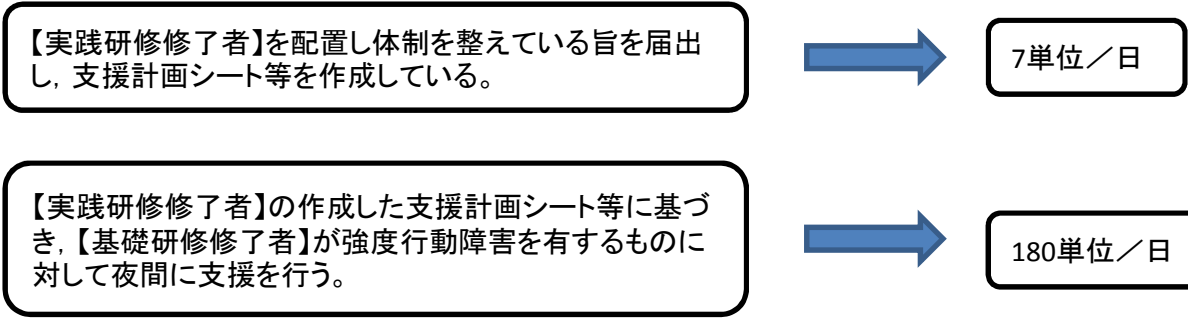 【実践研修修了者】を配置し体制を整えている旨を届出
し，支援計画シート等を作成している。
7単位／日
【実践研修修了者】の作成した支援計画シート等に基づ
き，【基礎研修修了者】が強度行動障害を有するものに
対して夜間に支援を行う。
180単位／日